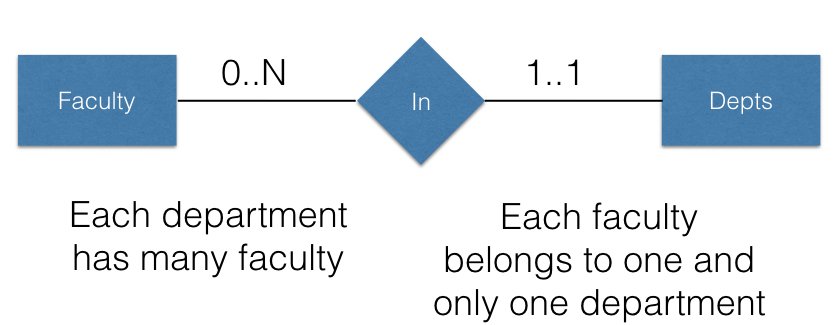 0..N
1..1
Faculty
In
Depts
Each department
has many faculty
Each faculty
belongs to one and
only one department